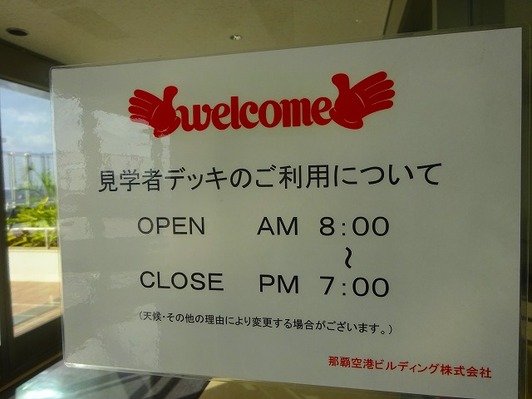 welcome
見学者デッキのご利用について
OPEN AM 8:00
～
CLOSE PM 7:00
（天候・その他の理由により変更する場合がございます。）
那覇空港ビルディング株式会社